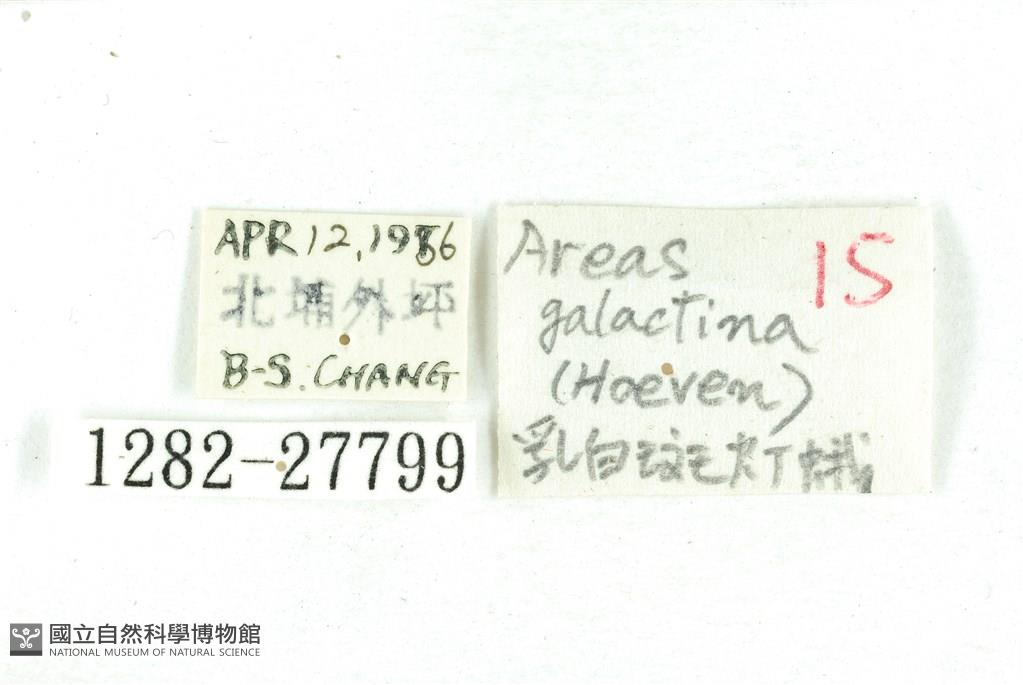 APR 12, 1986
北埔外坪
B-S. CHANG
1282-27799
Areas
galactina
(Hoeven)
乳白斑灯蛾
15
國立自然科學博物館
NATIONAL MUSEUM OF NATURAL SCIENCE